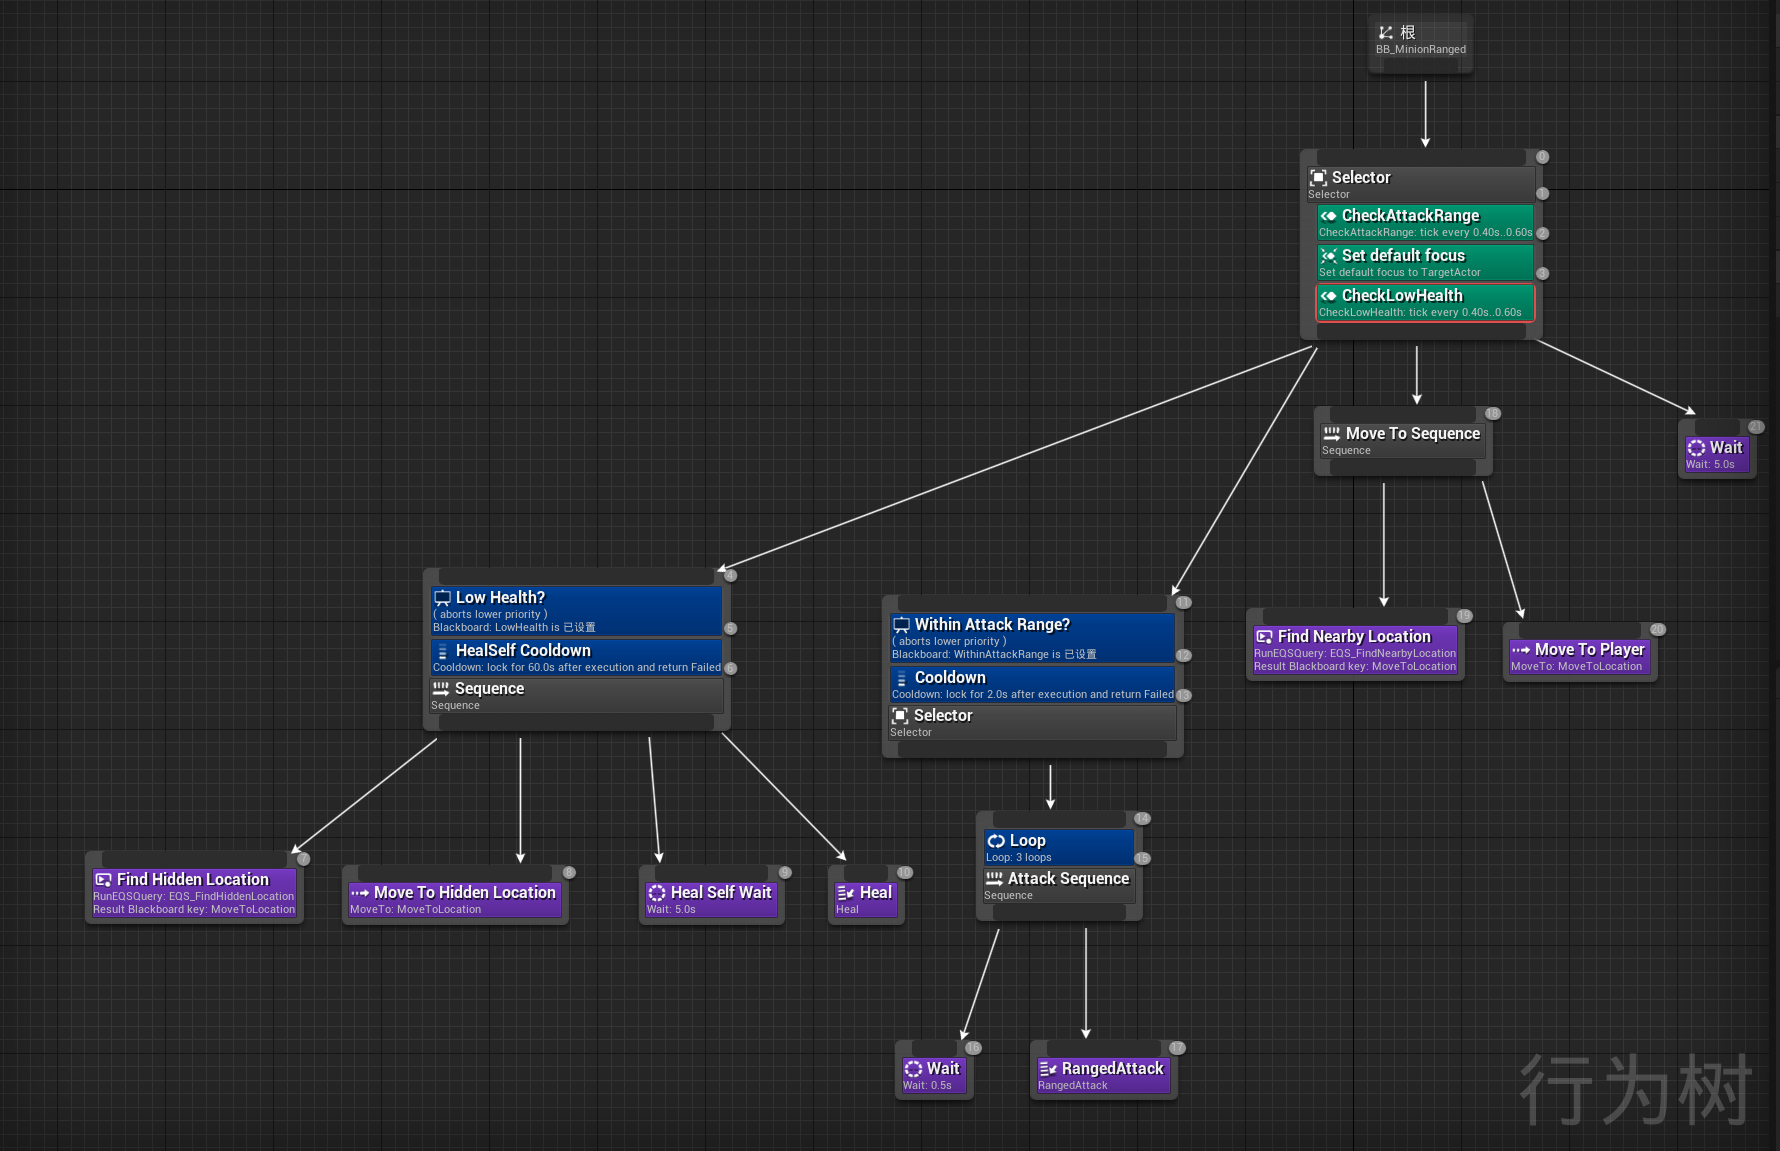 根
BB_MinionRanged
0
Selector
Selector
1
CheckAttackRange
CheckAttackRange: tick every 0.40s..0.60s
2
Set default focus
Set default focus to TargetActor
3
CheckLowHealth
CheckLowHealth: tick every 0.40s..0.60s
18
Move To Sequence
Sequence
21
Wait
Wait: 5.0s
4
Low Health?
( aborts lower priority )
Blackboard: LowHealth is 已设置
5
HealSelf Cooldown
Cooldown: lock for 60.0s after execution and return Failed
6
Sequence
Sequence
11
Within Attack Range?
( aborts lower priority )
Blackboard: WithinAttackRange is 已设置
12
Cooldown
Cooldown: lock for 2.0s after execution and return Failed
13
Selector
Selector
19
Find Nearby Location
RunEQSQuery: EQS_FindNearbyLocation
Result Blackboard key: MoveToLocation
20
Move To Player
MoveTo: MoveToLocation
7
Find Hidden Location
RunEQSQuery: EQS_FindHiddenLocation
Result Blackboard key: MoveToLocation
8
Move To Hidden Location
MoveTo: MoveToLocation
9
Heal Self Wait
Wait: 5.0s
10
Heal
Heal
14
Loop
Loop: 3 loops
15
Attack Sequence
Sequence
16
Wait
Wait: 0.5s
17
RangedAttack
RangedAttack
行为树